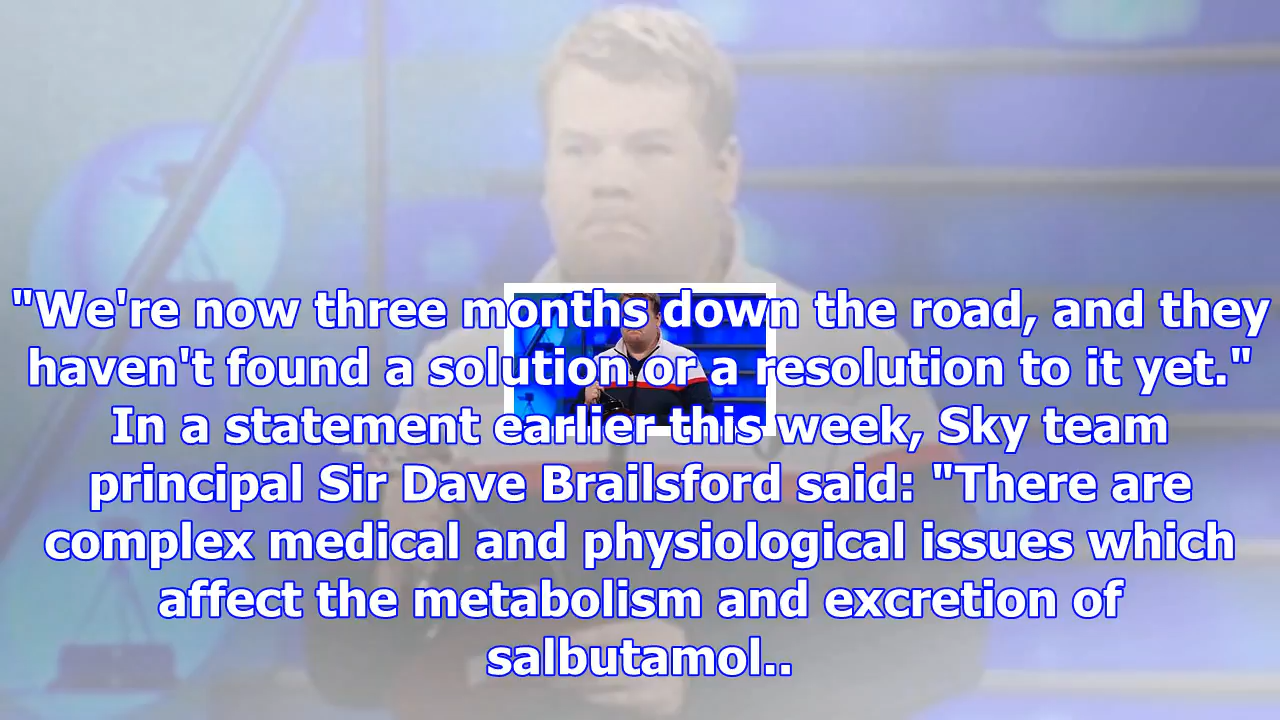 "We're now three months down the road, and they
haven't found a solution or a resolution to it yet."
In a statement earlier this week, Sky team
principal Sir Dave Brailsford said: "There are
complex medical and physiological issues which
affect the metabolism and excretion of
salbutamol..